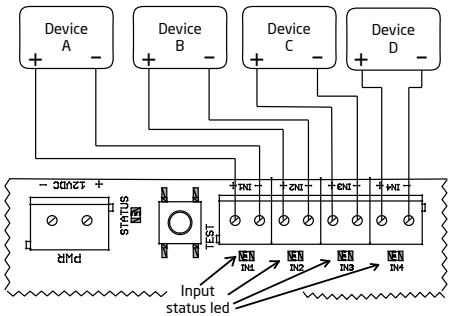 Device
A
+ −
Device
B
+ −
Device
C
+ −
Device
D
+ −
− 12VDC +
PWR
STATUS
TEST
+ IN1 −
+ IN2 −
+ IN3 −
+ IN4 −
IN1
IN2
IN3
IN4
Input
status led